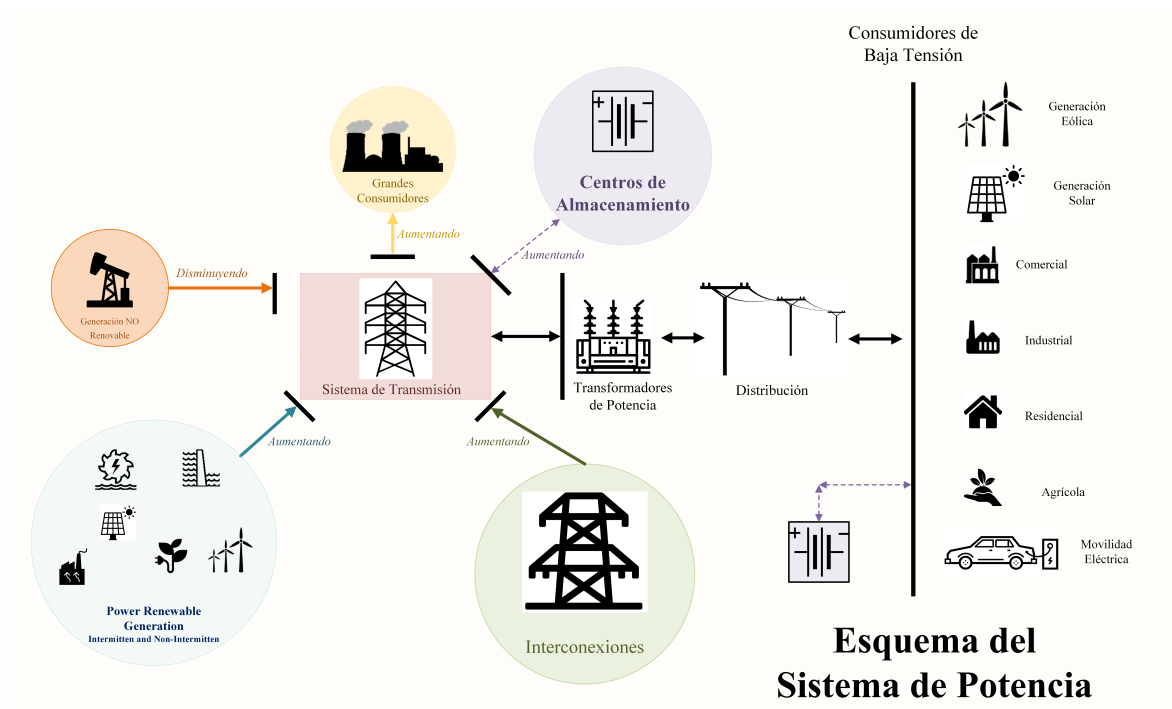 Consumidores de
Baja Tensión
Generación
Eólica
Generación
Solar
Comercial
Industrial
Residencial
Agrícola
Movilidad
Eléctrica
Grandes
Consumidores
Aumentando
Centros de
Almacenamiento
Aumentando
Generación NO
Renovable
Disminuyendo
Sistema de Transmisión
Transformadores
de Potencia
Distribución
Aumentando
Aumentando
Power Renewable
Generation
Intermitten and Non-Intermitten
Interconexiones
Esquema del
Sistema de Potencia